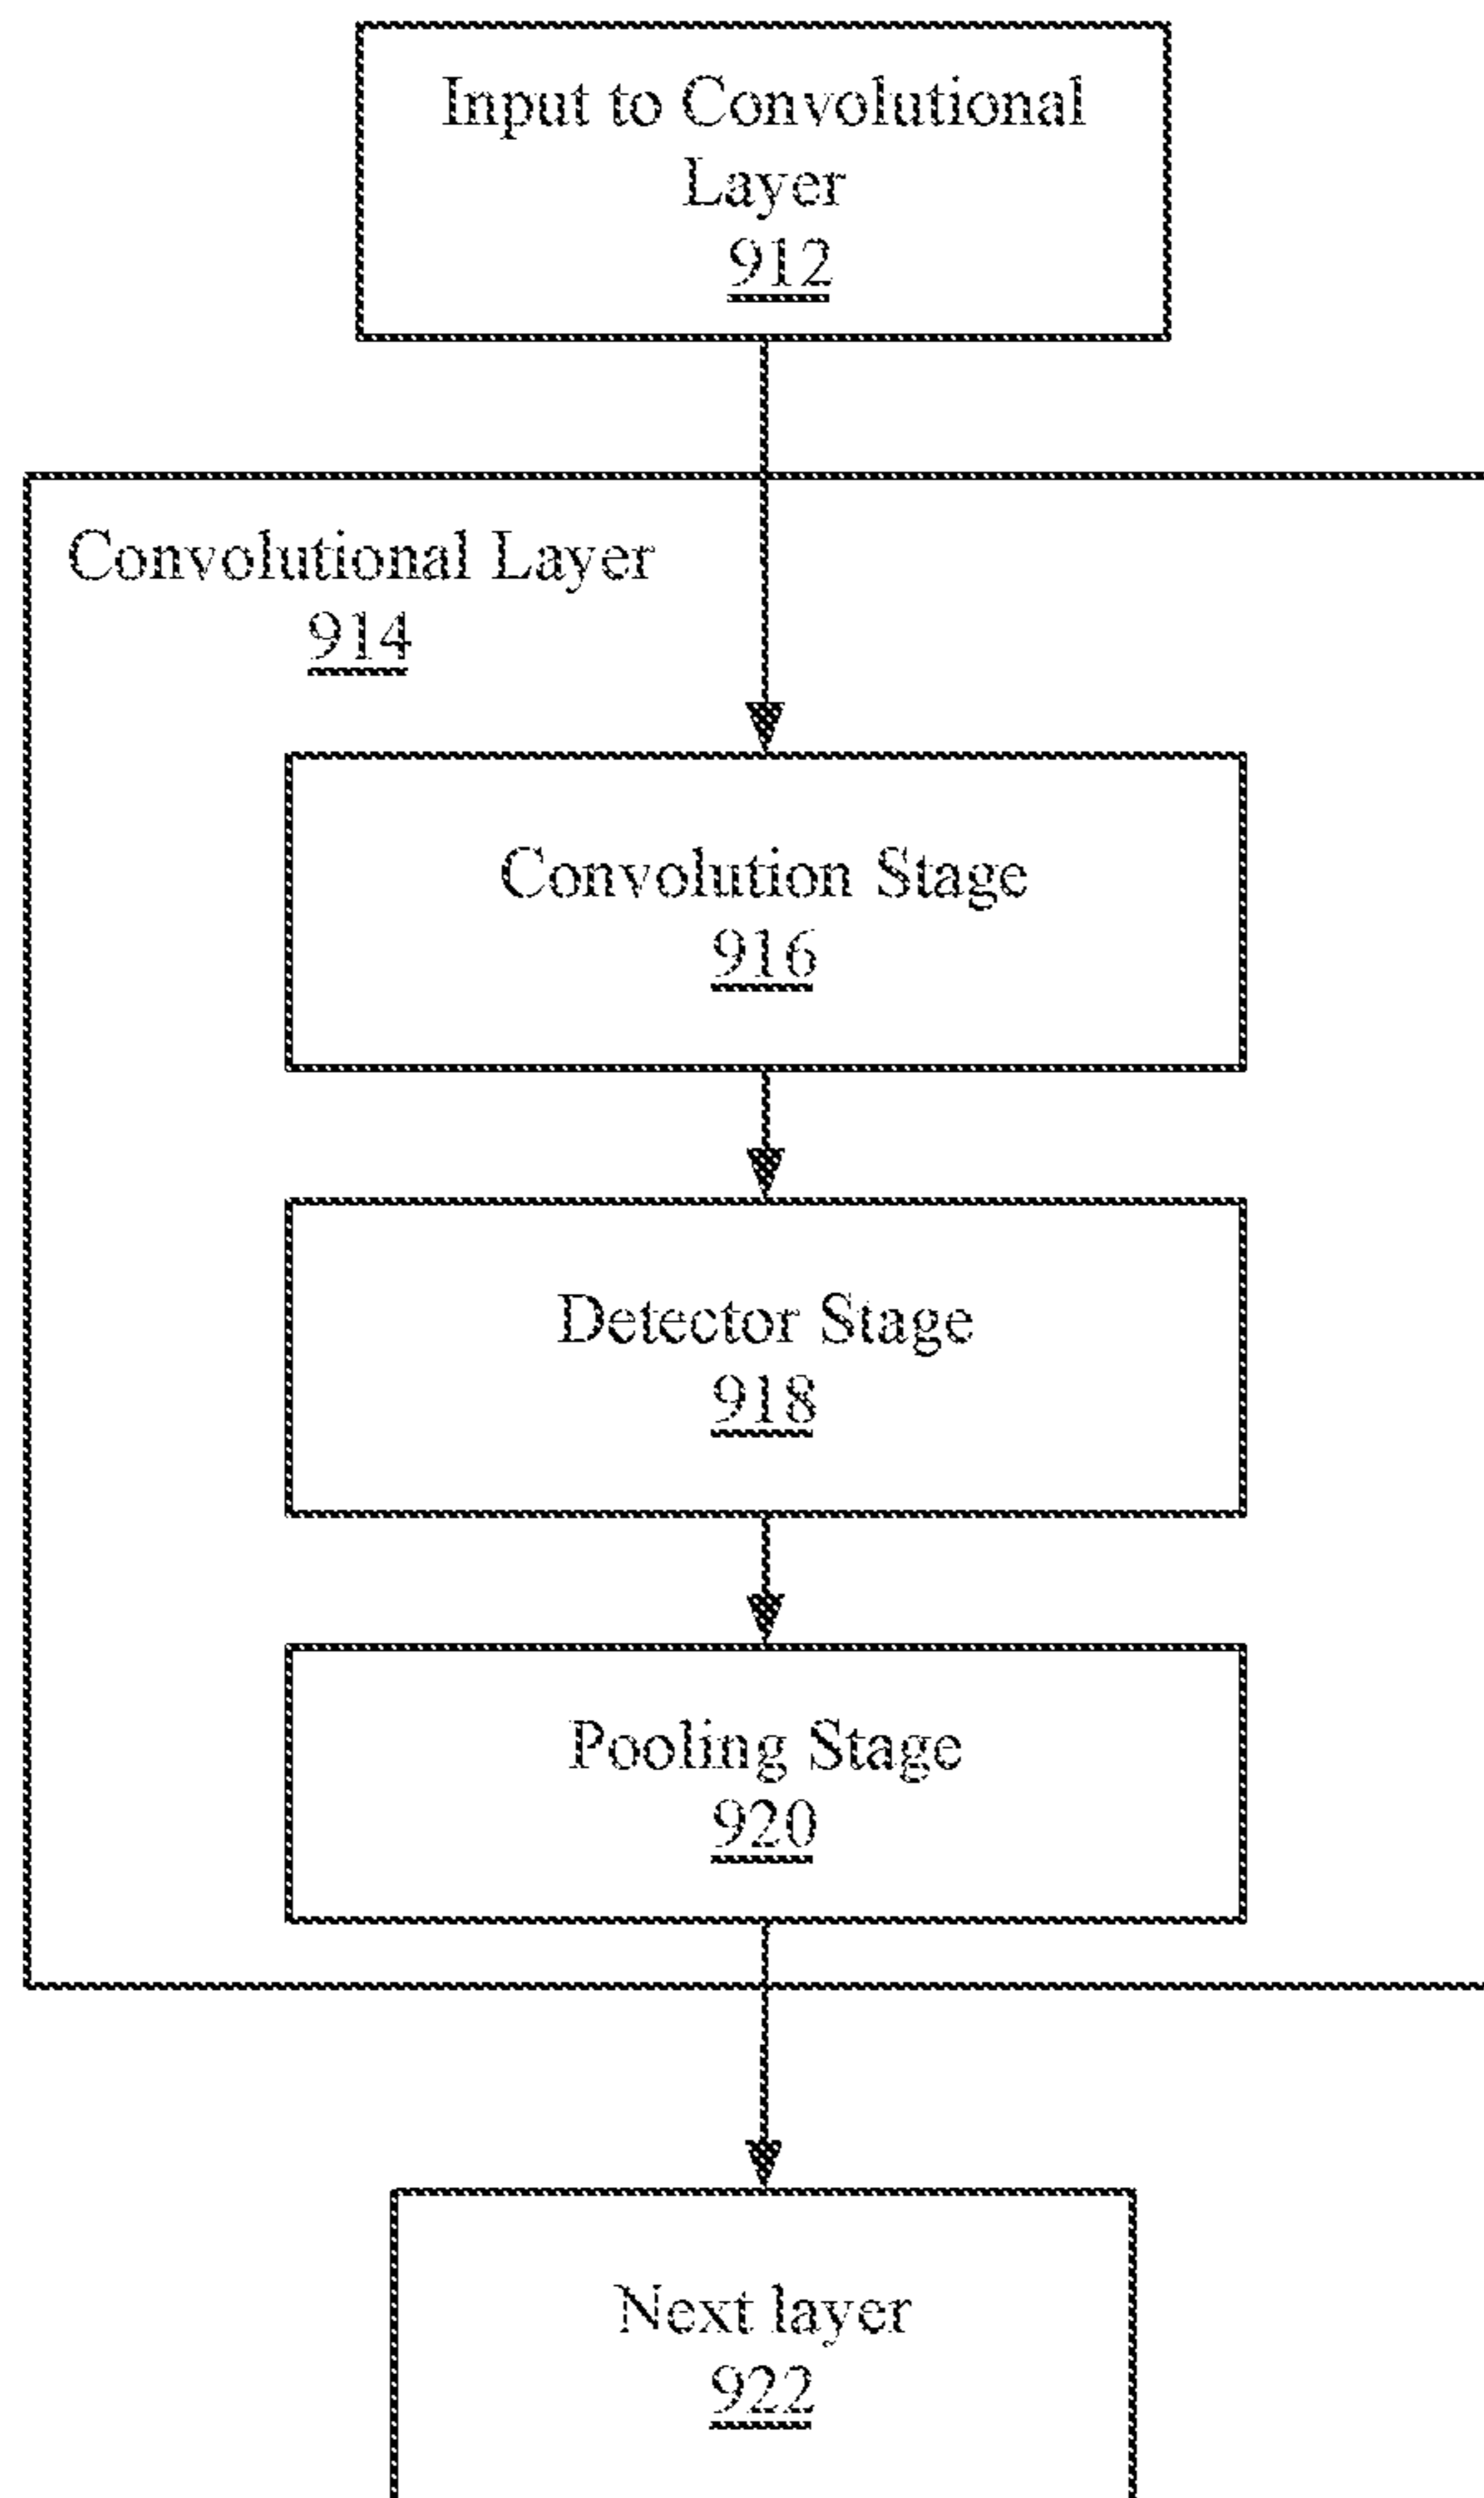 Input to Convolutional
Layer
912
Convolutional Layer
914
Convolution Stage
916
Detector Stage
918
Pooling Stage
920
Next layer
922